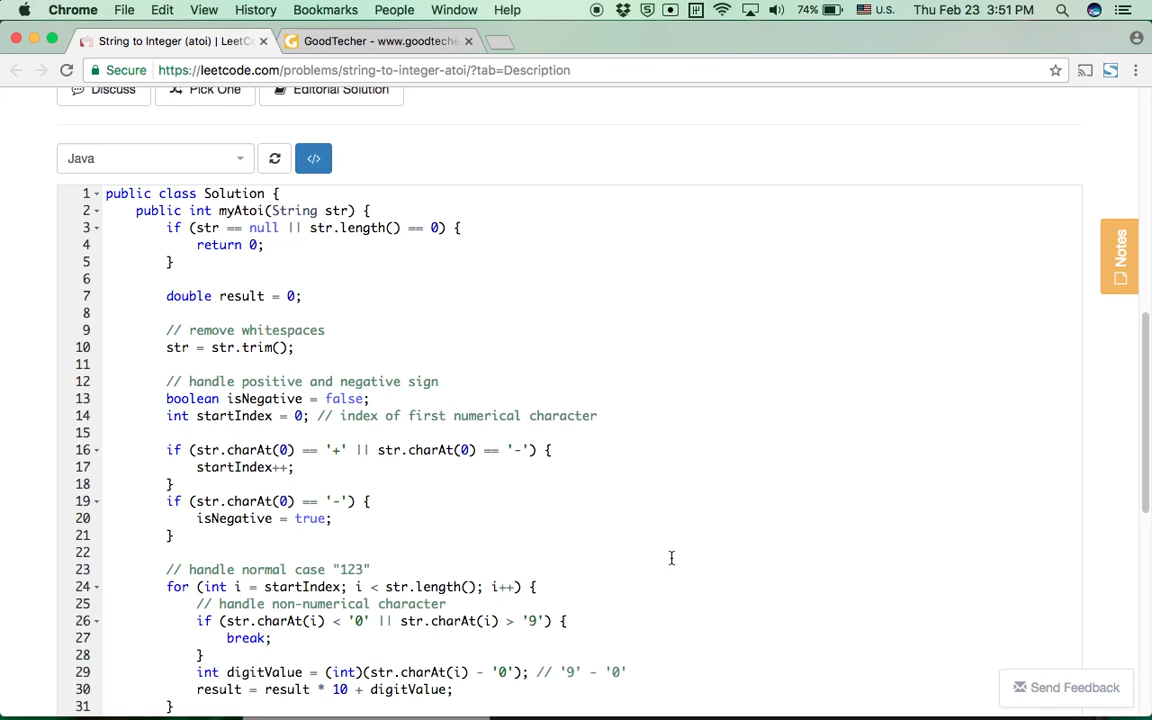 Chrome File Edit View History Bookmarks People Window Help 74% U.S. Thu Feb 23 3:51 PM
String to Integer (atoi) | LeetCo GoodTecher - www.goodteche
Secure https://leetcode.com/problems/string-to-integer-atoi/?tab=Description
Discuss Pick One Editorial Solution
Java </>
Notes
1 public class Solution {
2 public int myAtoi(String str) {
3 if (str == null || str.length() == 0) {
4 return 0;
5 }
6
7 double result = 0;
8
9 // remove whitespaces
10 str = str.trim();
11
12 // handle positive and negative sign
13 boolean isNegative = false;
14 int startIndex = 0; // index of first numerical character
15
16 if (str.charAt(0) == '+' || str.charAt(0) == '-') {
17 startIndex++;
18 }
19 if (str.charAt(0) == '-') {
20 isNegative = true;
21 }
22
23 // handle normal case "123"
24 for (int i = startIndex; i < str.length(); i++) {
25 // handle non-numerical character
26 if (str.charAt(i) < '0' || str.charAt(i) > '9') {
27 break;
28 }
29 int digitValue = (int)(str.charAt(i) - '0'); // '9' - '0'
30 result = result * 10 + digitValue;
31 }
Send Feedback